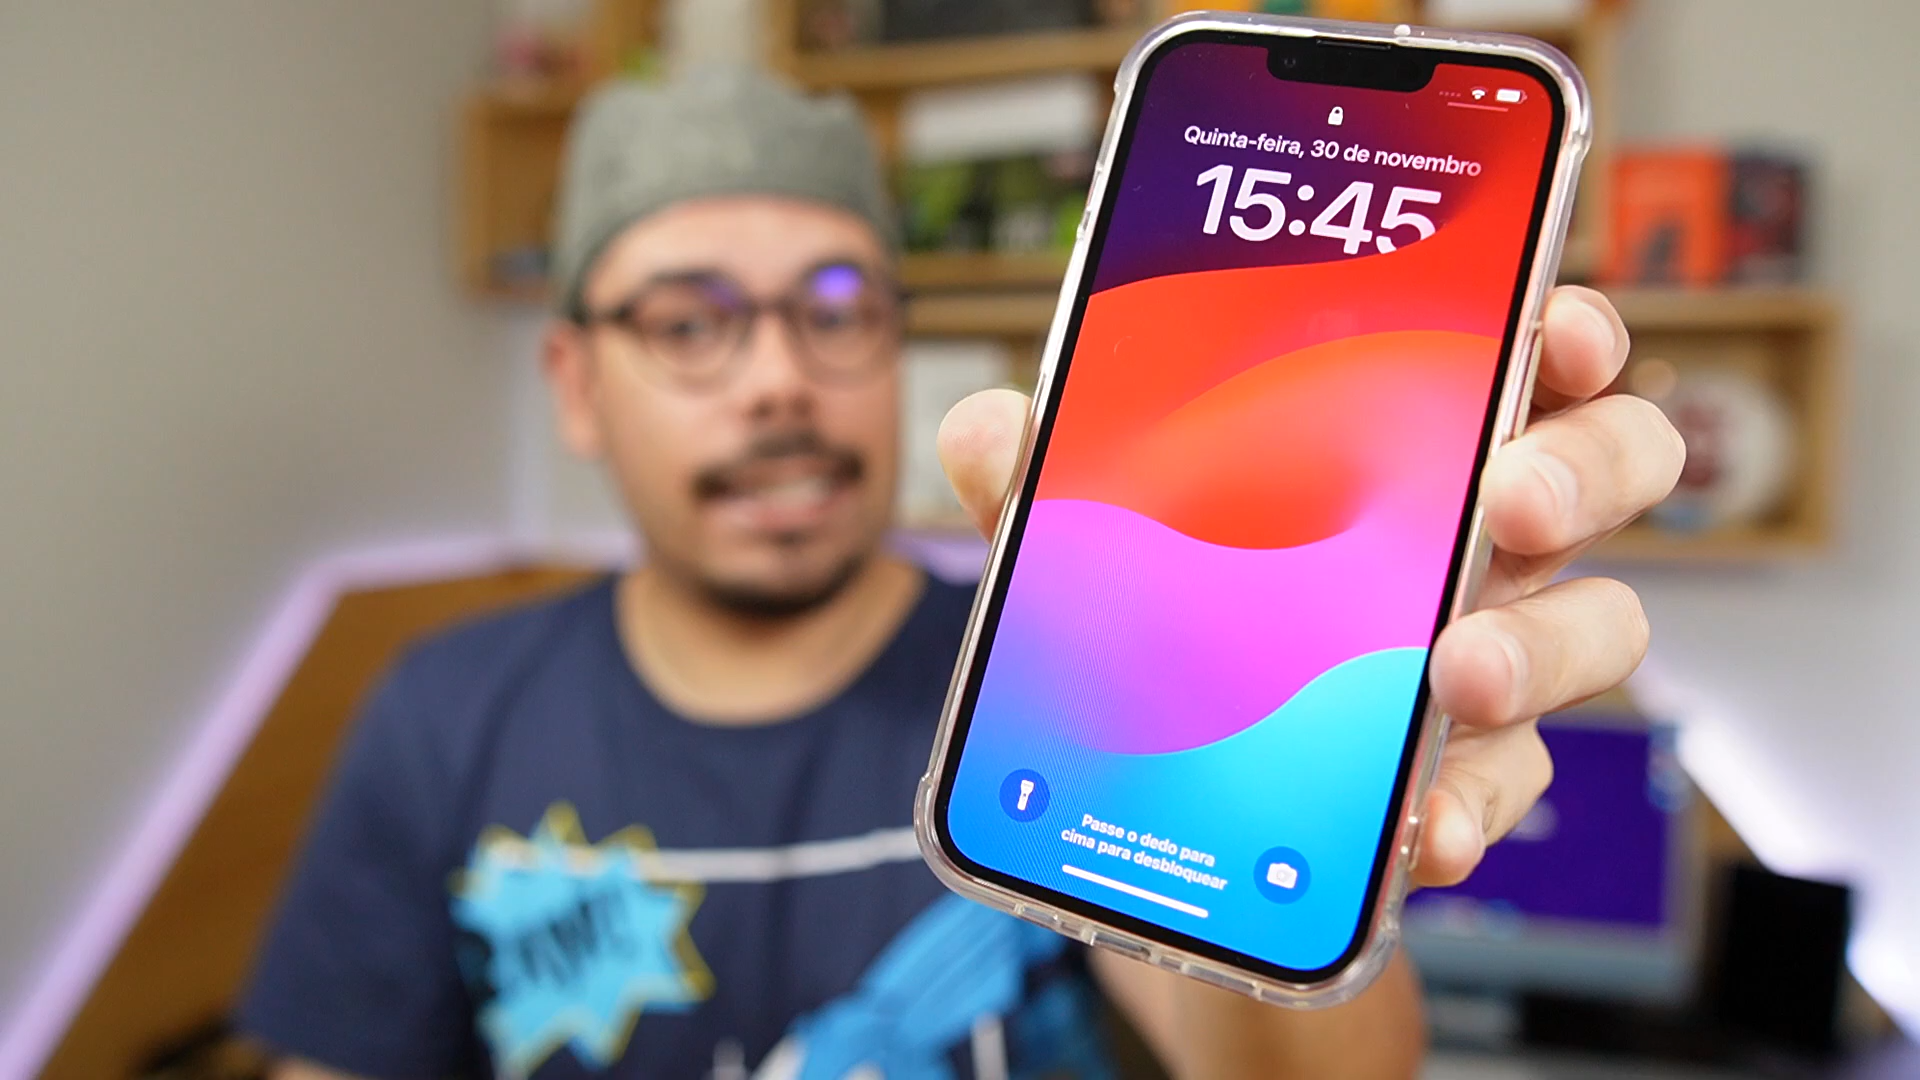 Quinta-feira, 30 de novembro
15:45
Passe o dedo para
cima para desbloquear